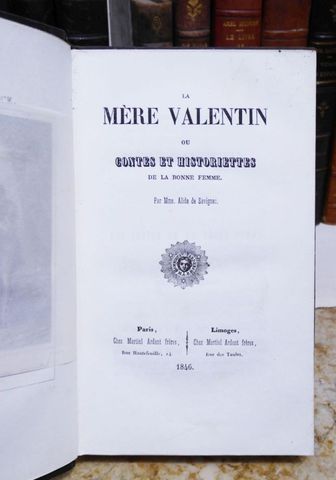 LA
MÈRE VALENTIN
OU
CONTES ET HISTORIETTES
DE LA BONNE FEMME.
Par Mme. Alida de Savignac.
Paris,
Chez Martial Ardant frères,
Rue Hautefeuille, 14
Limoges,
Chez Martial Ardant frères,
rue des Taules.
1846.